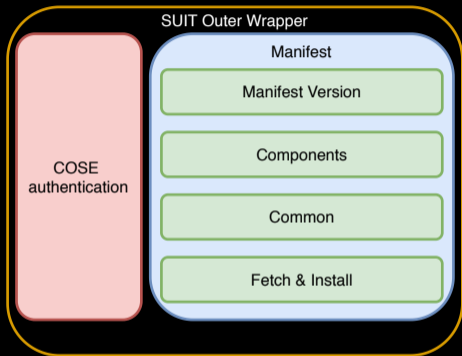 SUIT Outer Wrapper
COSE
authentication
Manifest
Manifest Version
Components
Common
Fetch & Install